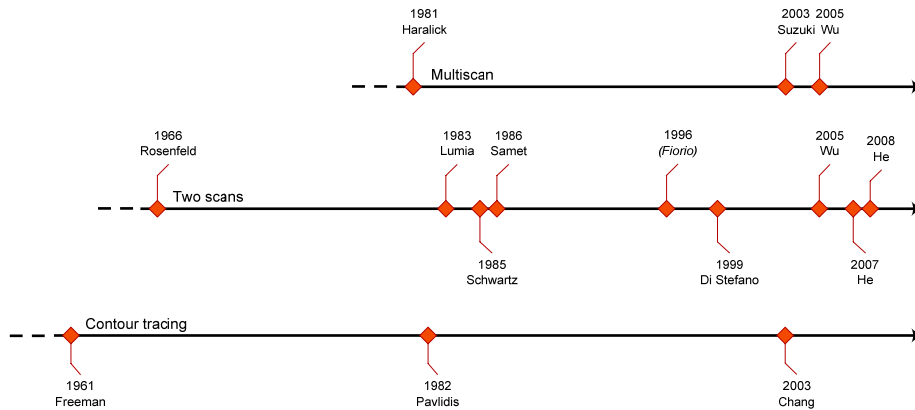 1981
Haralick
2003
Suzuki
2005
Wu
Multiscan
1966
Rosenfeld
1983
Lumia
1986
Samet
1996
(Fiorio)
2005
Wu
2008
He
Two scans
1985
Schwartz
1999
Di Stefano
2007
He
Contour tracing
1961
Freeman
1982
Pavlidis
2003
Chang